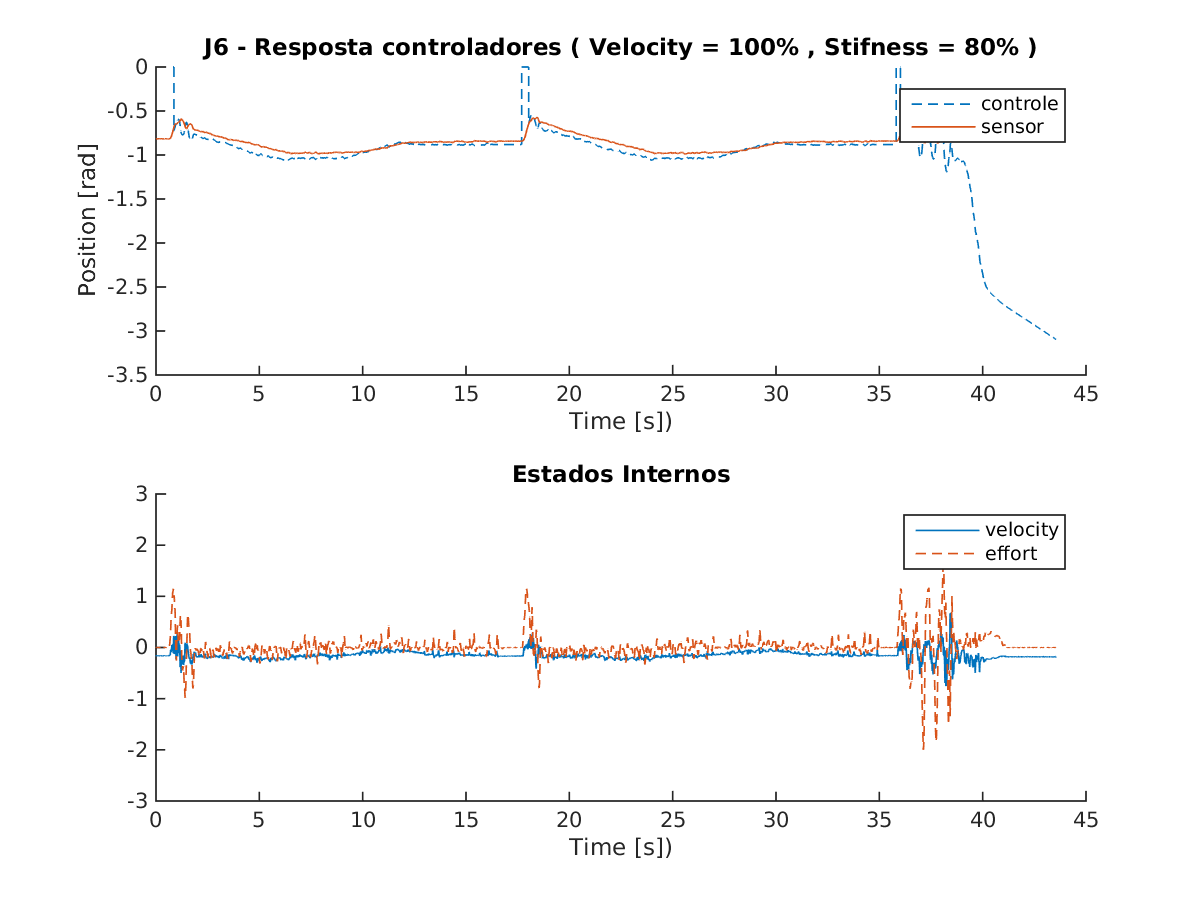 J6 - Resposta controladores ( Velocity = 100% , Stifness = 80% )
0
-0.5
-1
-1.5
-2
-2.5
-3
-3.5
Position [rad]
controle
sensor
0 5 10 15 20 25 30 35 40 45
Time [s])
Estados Internos
3
2
1
0
-1
-2
-3
velocity
effort
0 5 10 15 20 25 30 35 40 45
Time [s])